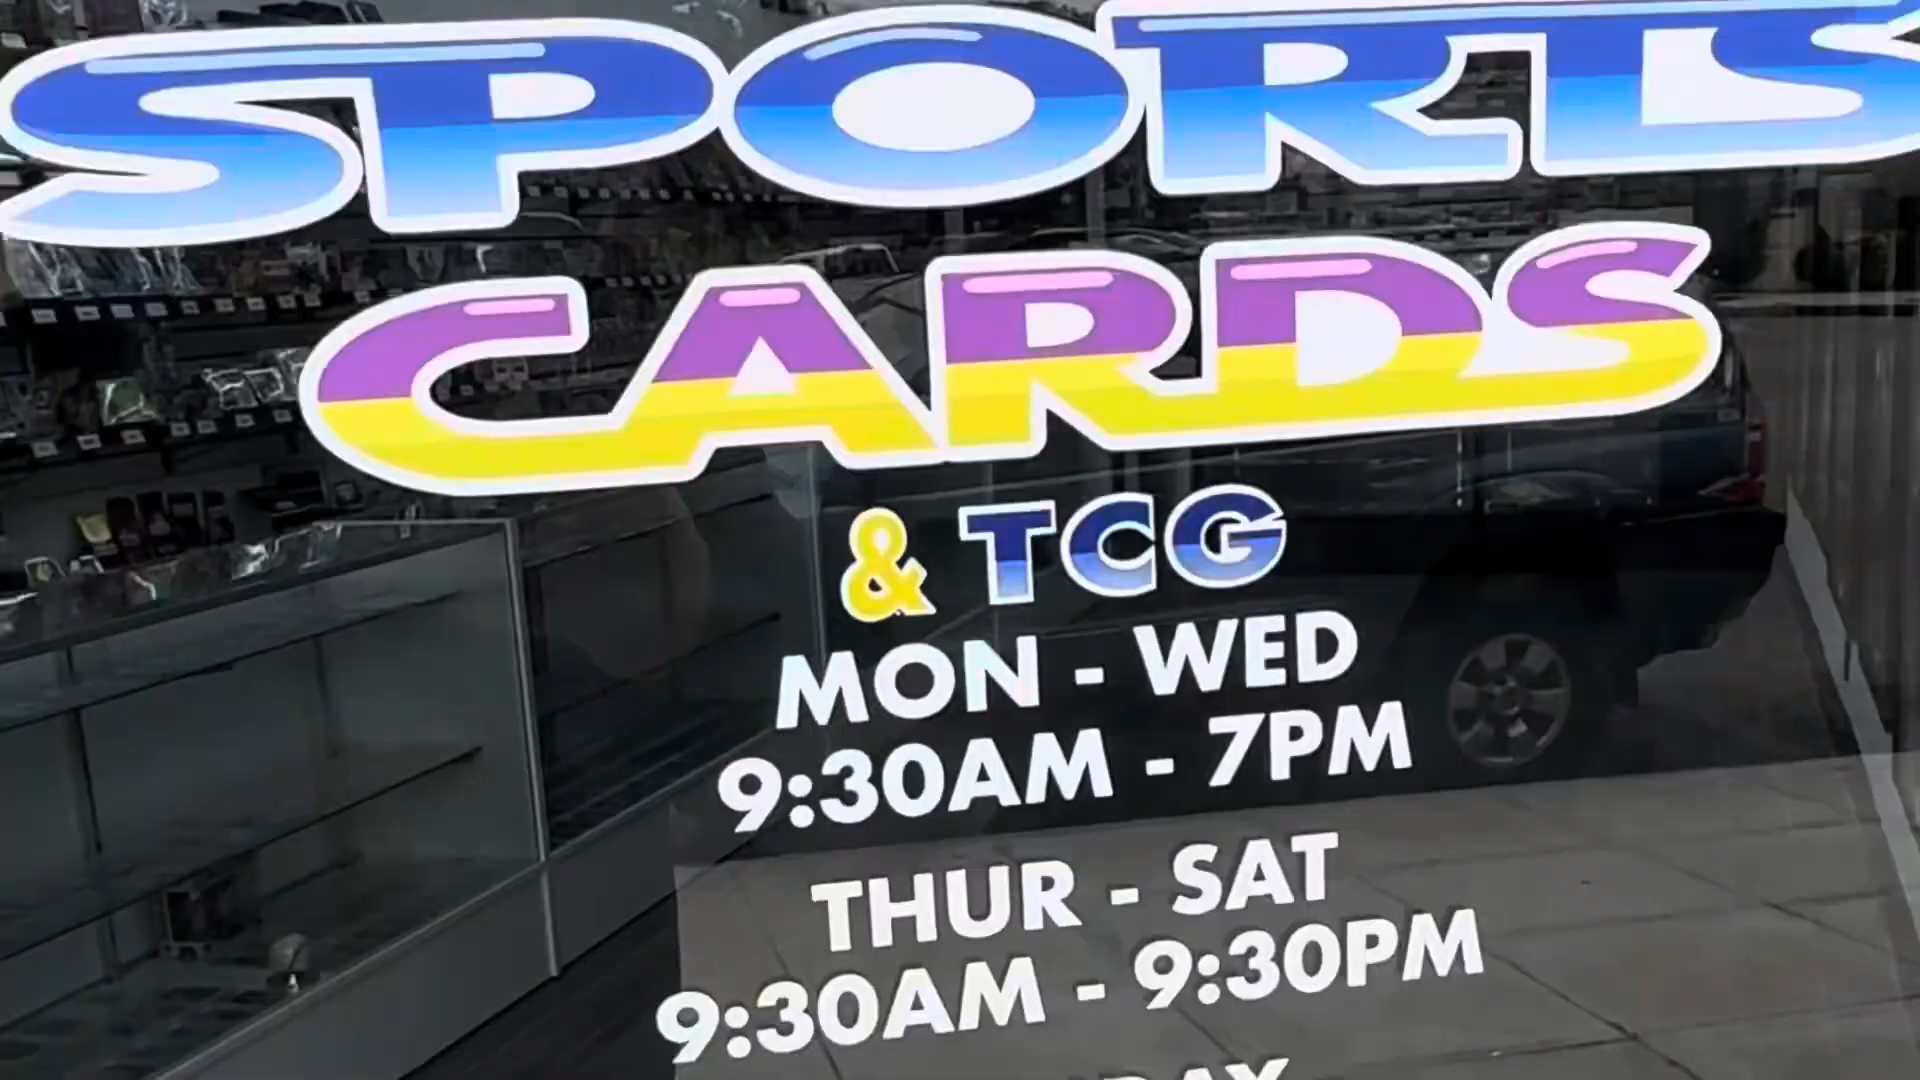 SPORTS
CARDS
& TCG
MON - WED
9:30AM - 7PM
THUR - SAT
9:30AM - 9:30PM